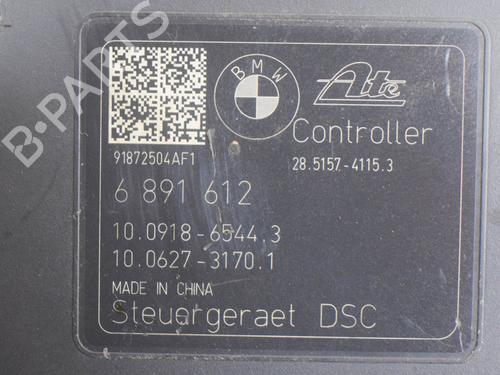 BMW
Ate
Controller
91872504AF1
28.5157-4115.3
6 891 612
10.0918-6544.3
10.0627-3170.1
MADE IN CHINA
Steuergeraet DSC
B-PARTS